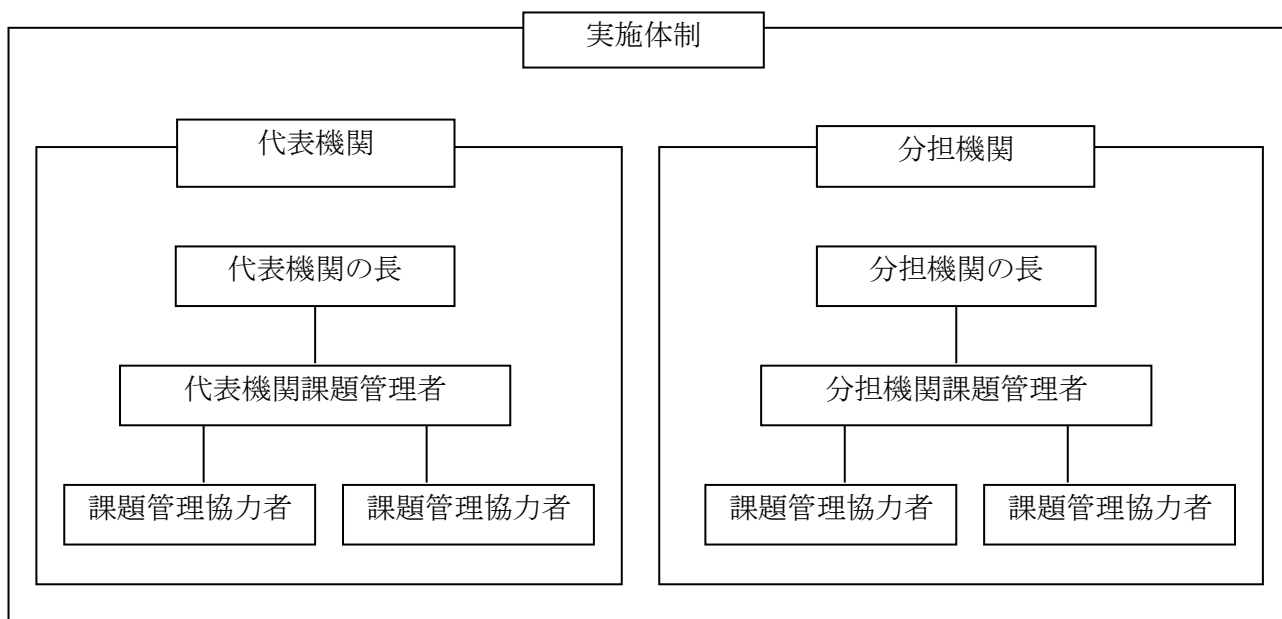 実施体制
代表機関
分担機関
代表機関の長
分担機関の長
代表機関課題管理者
分担機関課題管理者
課題管理協力者
課題管理協力者
課題管理協力者
課題管理協力者